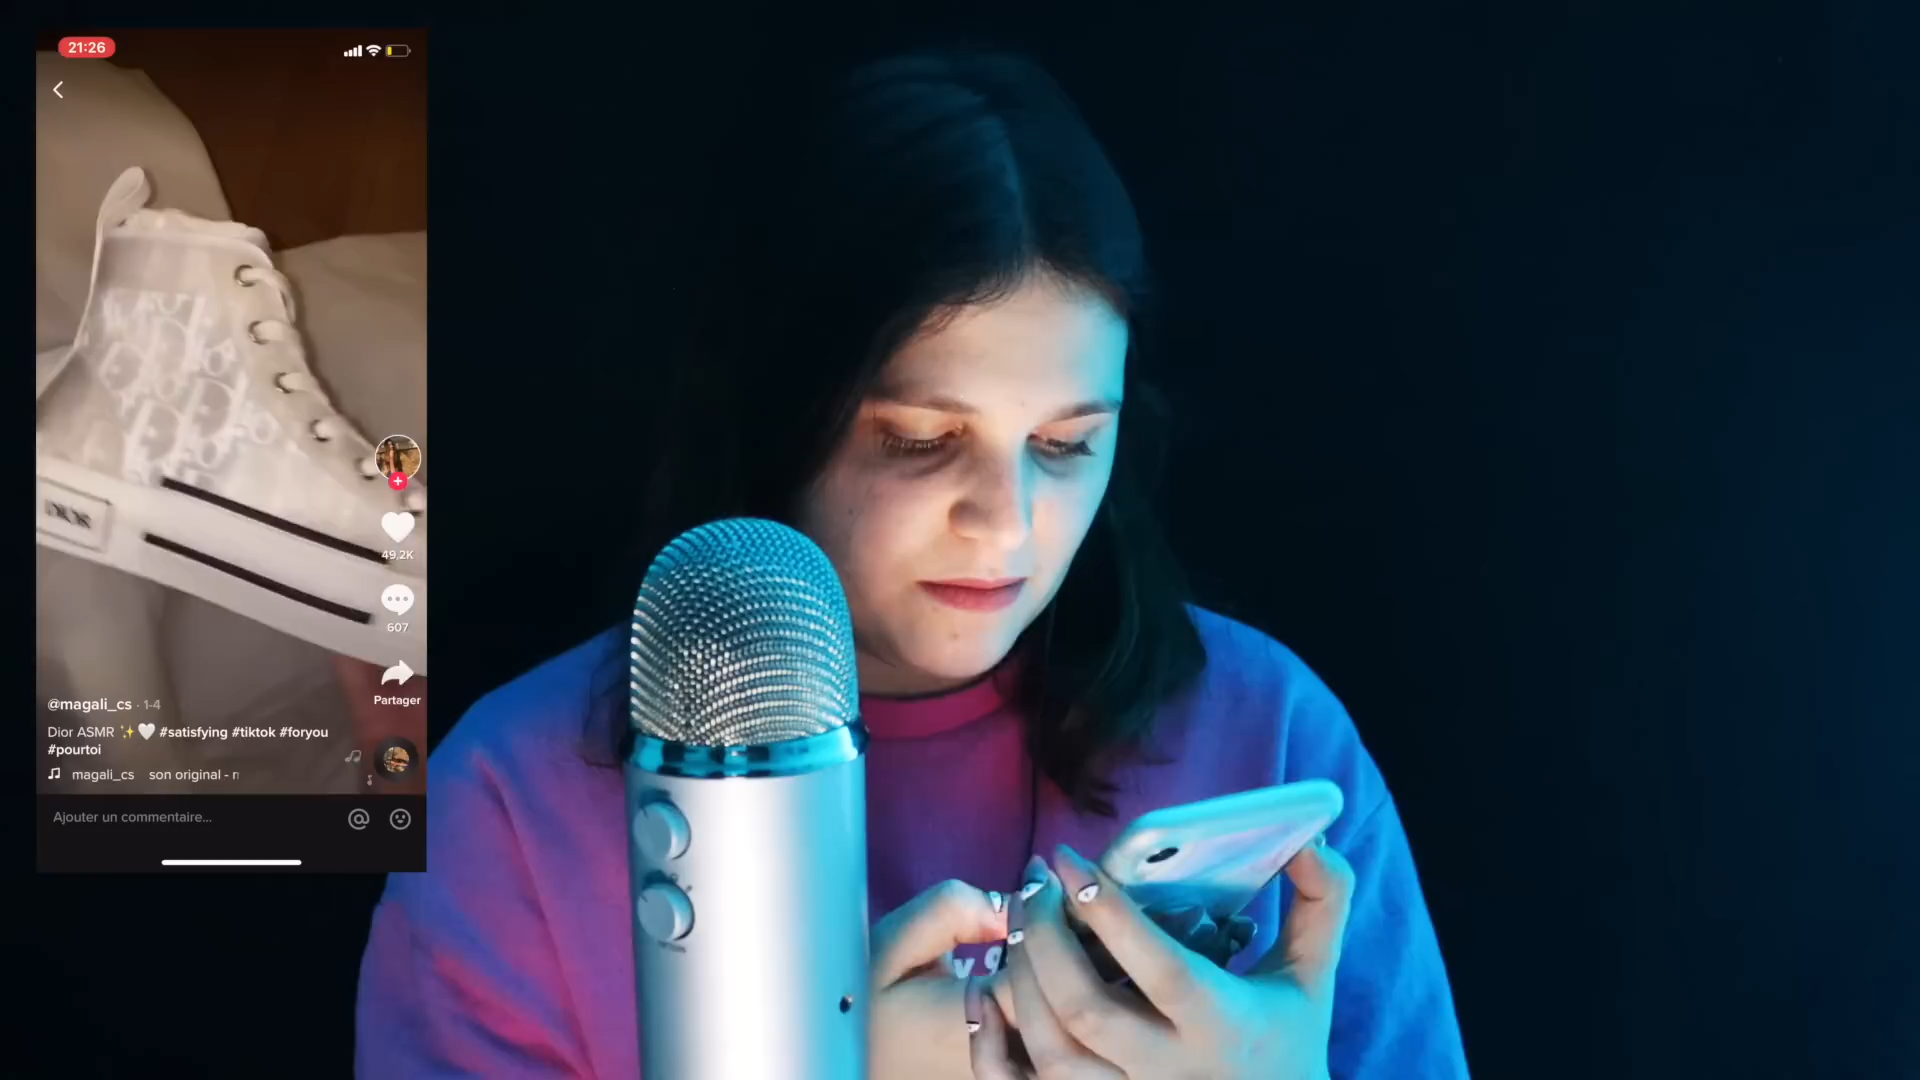 21:26
DIOR
49.2K
607
Partager
@magali_cs · 1-4
Dior ASMR ✨🤍 #satisfying #tiktok #foryou
#pourtoi
magali_cs son original -
Ajouter un commentaire...